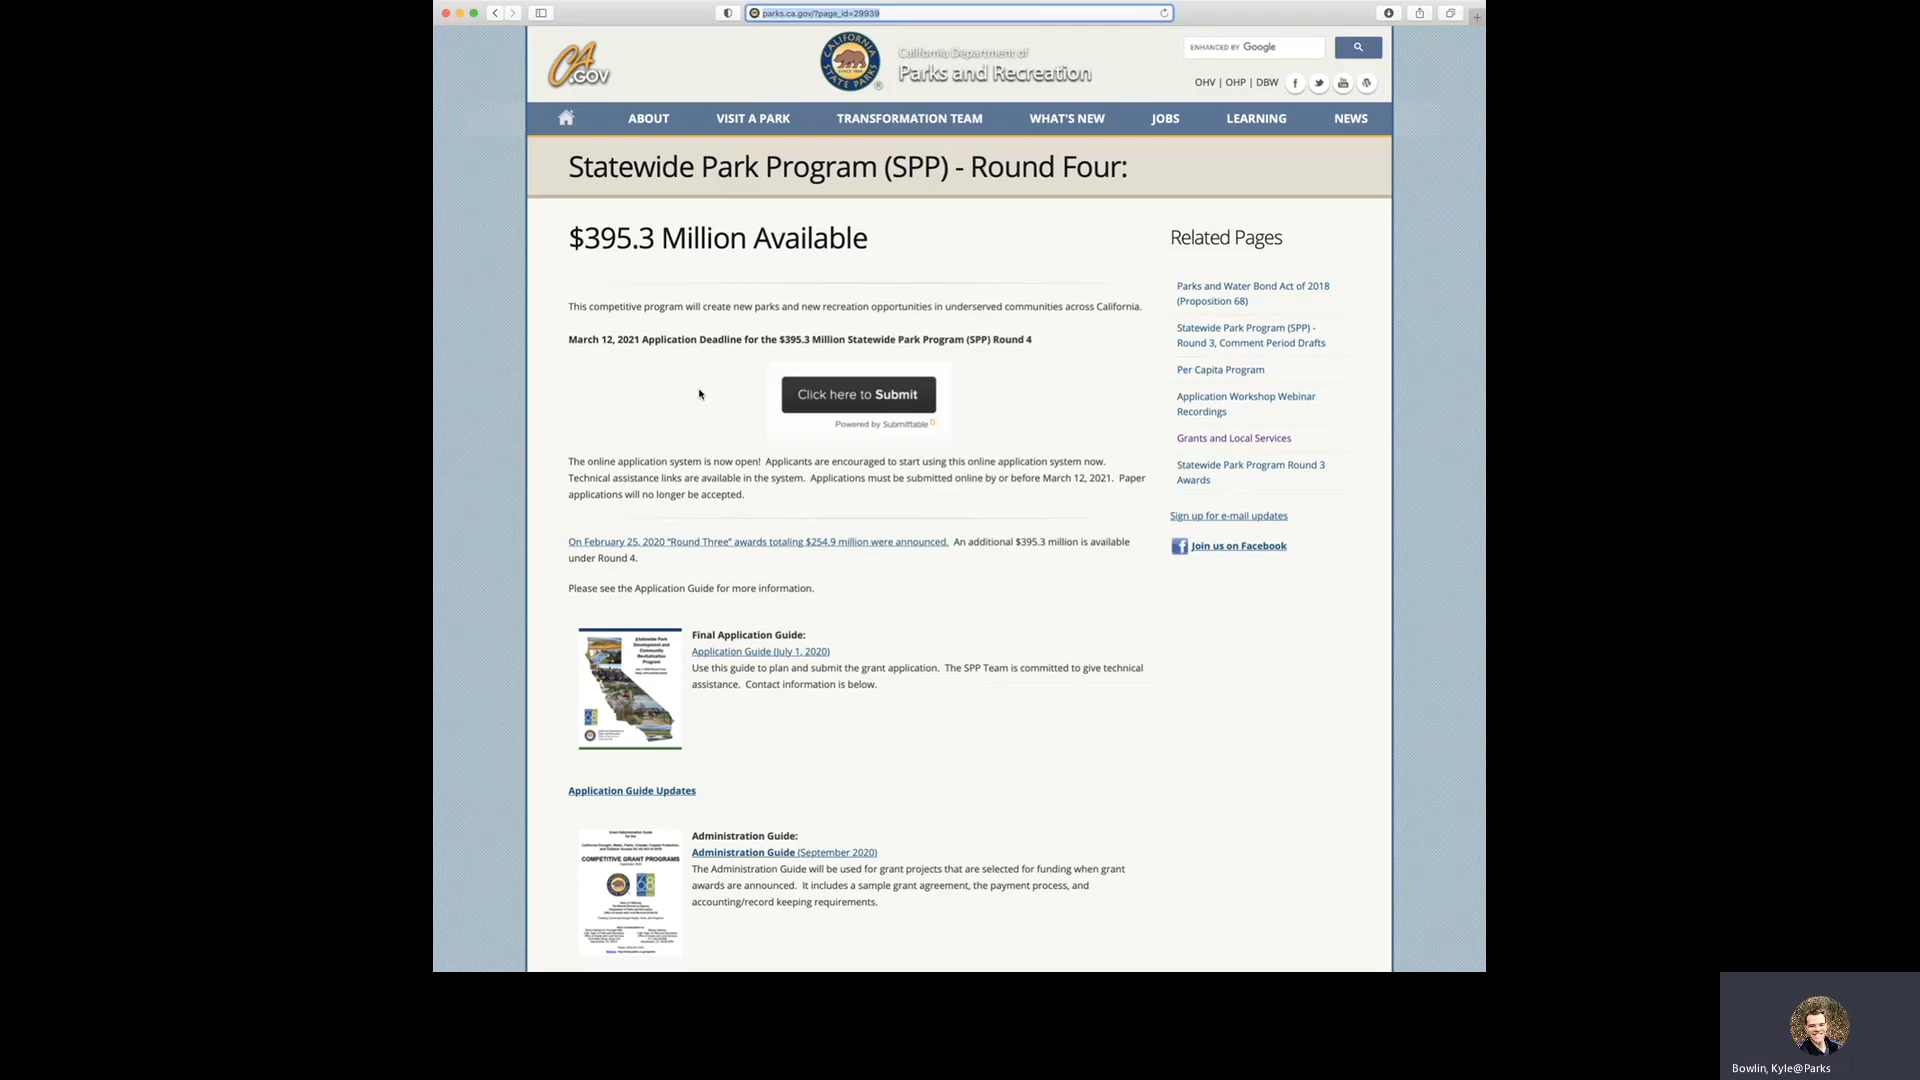 parks.ca.gov/?page_id=29939
CA.GOV
CALIFORNIA STATE PARKS
California Department of
Parks and Recreation
ENHANCED BY Google
OHV | OHP | DBW
ABOUT
VISIT A PARK
TRANSFORMATION TEAM
WHAT'S NEW
JOBS
LEARNING
NEWS
Statewide Park Program (SPP) - Round Four:
$395.3 Million Available
This competitive program will create new parks and new recreation opportunities in underserved communities across California.
March 12, 2021 Application Deadline for the $395.3 Million Statewide Park Program (SPP) Round 4
Click here to Submit
Powered by Submittable
The online application system is now open!  Applicants are encouraged to start using this online application system now.
Technical assistance links are available in the system.  Applications must be submitted online by or before March 12, 2021.  Paper
applications will no longer be accepted.
On February 25, 2020 "Round Three" awards totaling $254.9 million were announced.  An additional $395.3 million is available
under Round 4.
Please see the Application Guide for more information.
Statewide Park
Development and
Community
Revitalization
Program
Final Application Guide:
Application Guide (July 1, 2020)
Use this guide to plan and submit the grant application.  The SPP Team is committed to give technical
assistance.  Contact information is below.
Application Guide Updates
COMPETITIVE GRANT PROGRAMS
Administration Guide:
Administration Guide (September 2020)
The Administration Guide will be used for grant projects that are selected for funding when grant
awards are announced.  It includes a sample grant agreement, the payment process, and
accounting/record keeping requirements.
Related Pages
Parks and Water Bond Act of 2018
(Proposition 68)
Statewide Park Program (SPP) -
Round 3, Comment Period Drafts
Per Capita Program
Application Workshop Webinar
Recordings
Grants and Local Services
Statewide Park Program Round 3
Awards
Sign up for e-mail updates
Join us on Facebook
Bowlin, Kyle@Parks